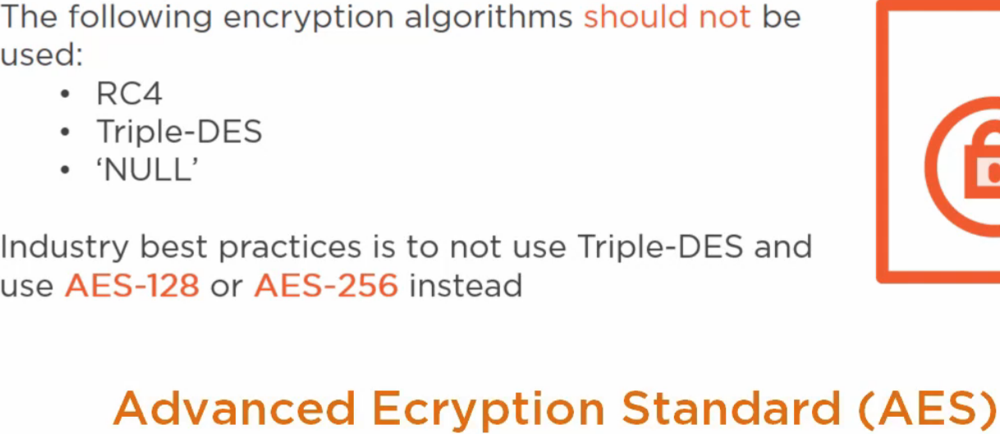 The following encryption algorithms should not be
used:
• RC4
• Triple-DES
• ‘NULL’
Industry best practices is to not use Triple-DES and
use AES-128 or AES-256 instead
Advanced Ecryption Standard (AES)